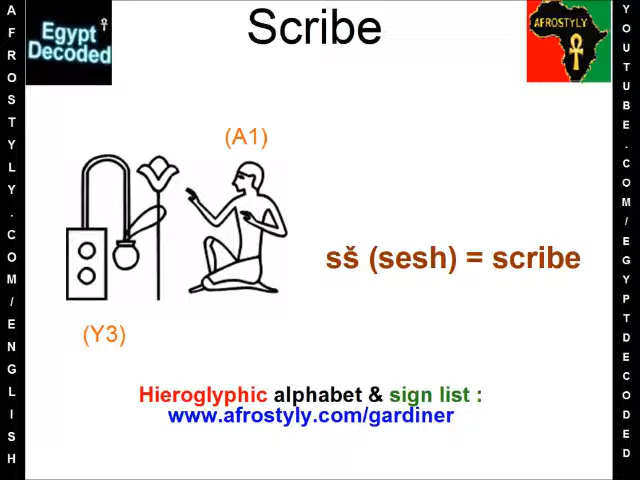 Scribe
Egypt
Decoded
AFROSTYLY
(A1)
sš (sesh) = scribe
(Y3)
Hieroglyphic alphabet & sign list :
www.afrostyly.com/gardiner
AFROSTYLY.COM/ENGLISH
YOUTUBE.COM/EGYPTDECODED